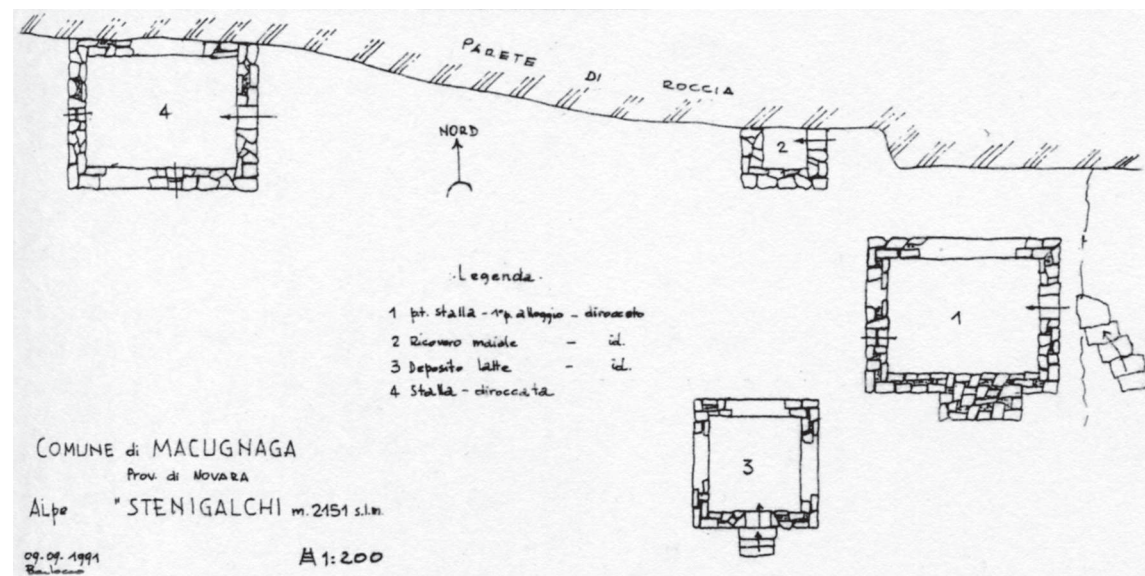 PARETE DI ROCCIA
4
2
NORD
1
3
Legenda.
1 p.t. stalla - 1°p. alloggio - diroccato
2 Ricovero maiale - id.
3 Deposito latte - id.
4 Stalla - diroccata
COMUNE di MACUGNAGA
Prov. di NOVARA
Alpe "STENIGALCHI m. 2151 s.l.m.
09.09.1991
1:200